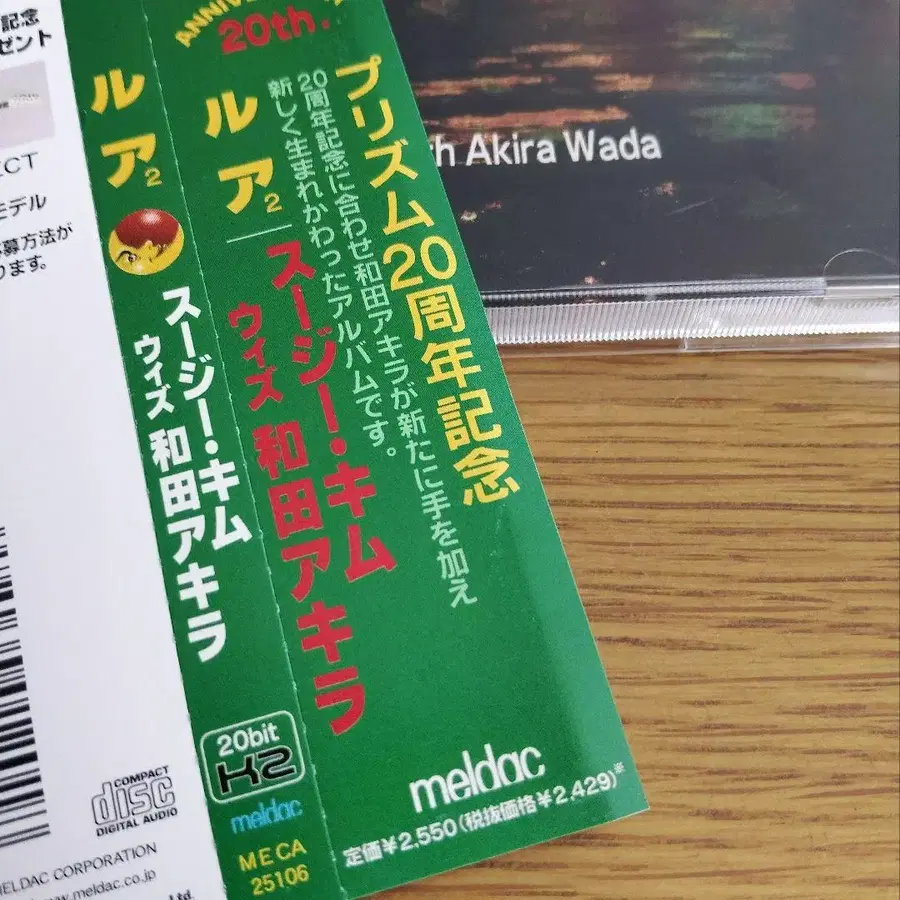 記念
ゼント
ECT
モデル
募方法が
ります。
COMPACT
disc
DIGITAL AUDIO
MELDAC CORPORATION
www.meldac.co.jp
Ltd.
ルア2
スージー・キム
ウィズ 和田アキラ
20bit
K2
meldac
MECA
25106
20th
ルア2
スージー・キム
ウィズ 和田アキラ
プリズム20周年記念
20周年記念に合わせ和田アキラが新たに手を加え
新しく生まれかわったアルバムです。
meldac
定価¥2,550(税抜価格¥2,429)※
Akira Wada